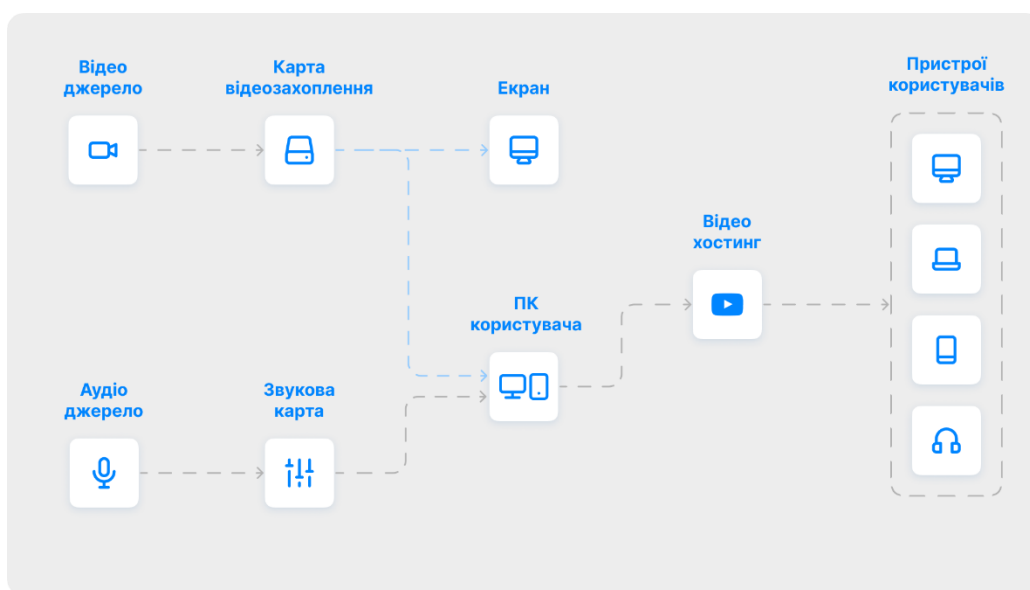 Відео
джерело
Карта
відеозахоплення
Екран
Пристрої
користувачів
Відео
хостинг
ПК
користувача
Аудіо
джерело
Звукова
карта